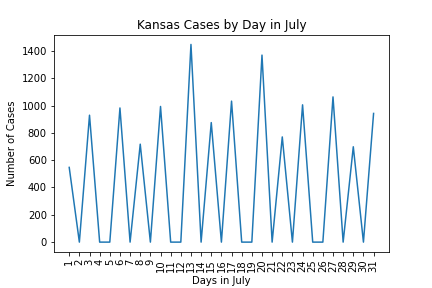 Kansas Cases by Day in July
Number of Cases
1400
1200
1000
800
600
400
200
0
1 2 3 4 5 6 7 8 9 10 11 12 13 14 15 16 17 18 19 20 21 22 23 24 25 26 27 28 29 30 31
Days in July